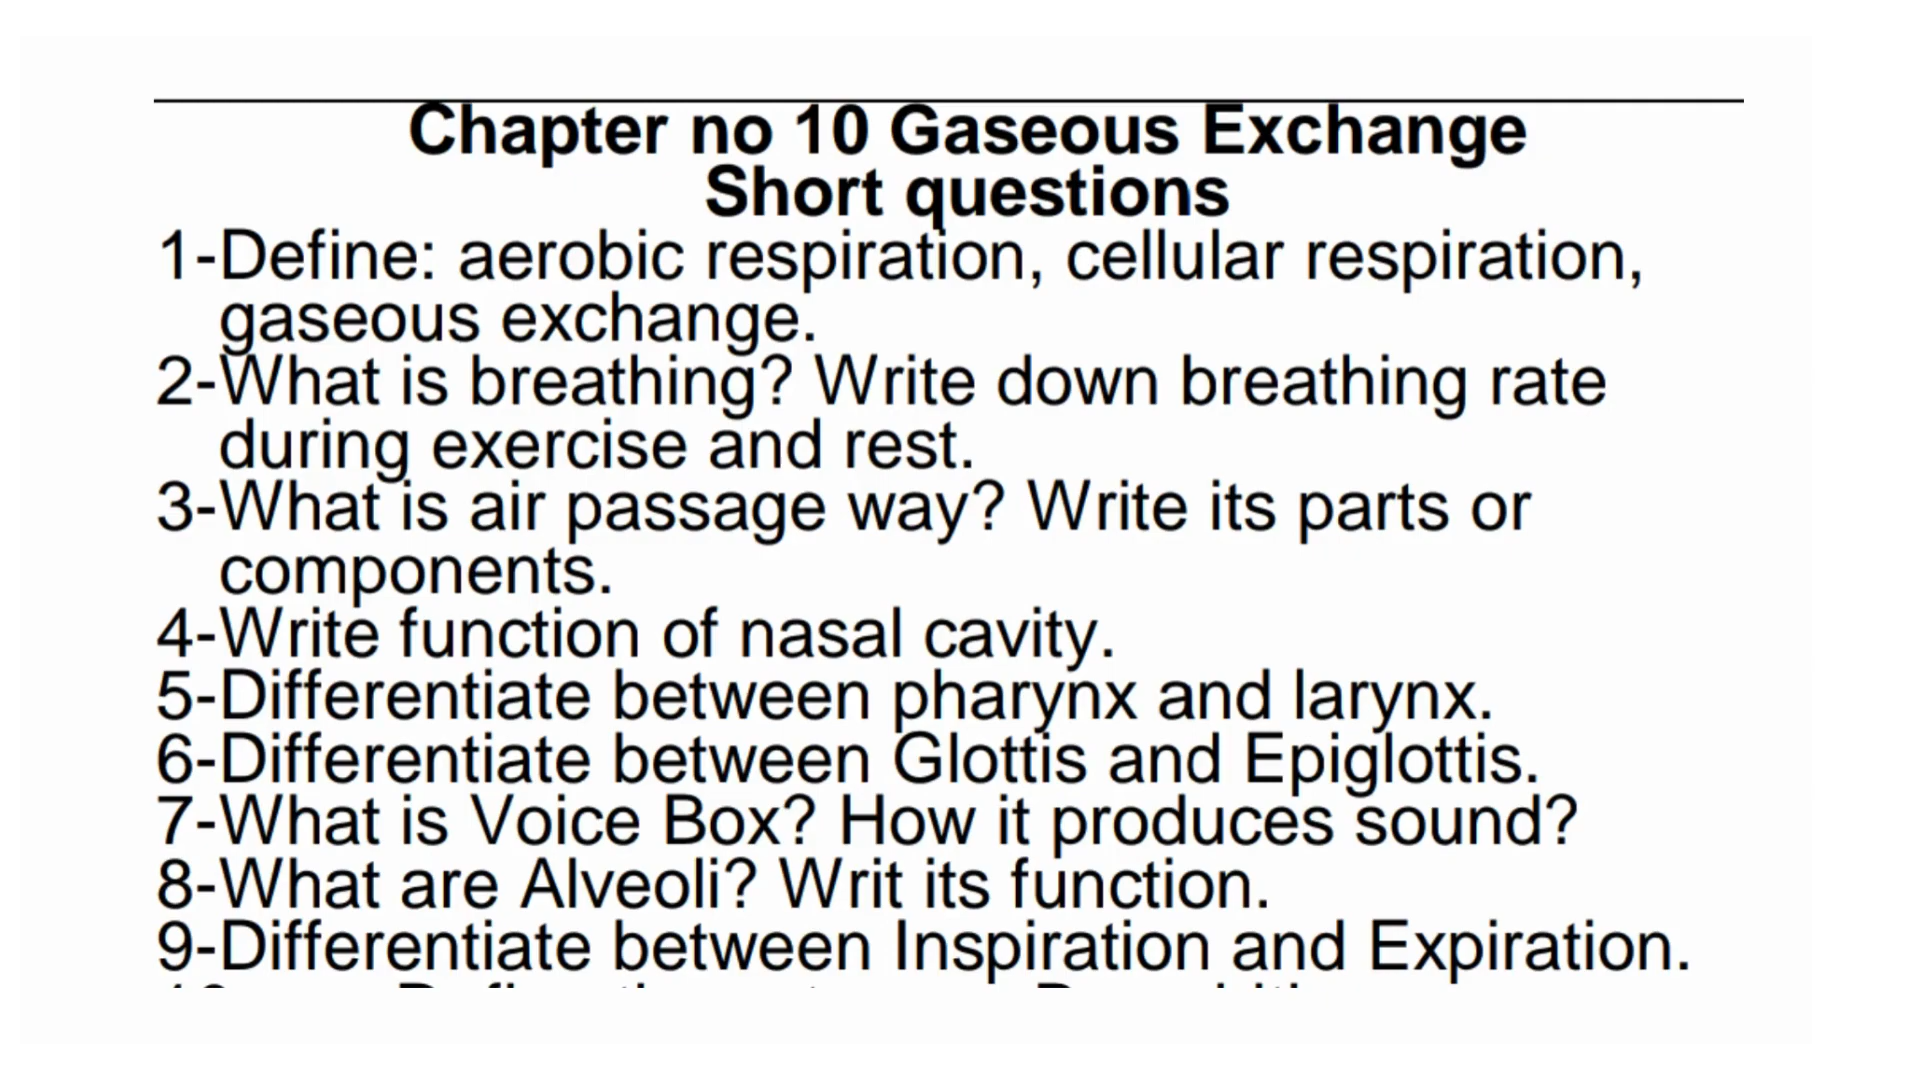 Chapter no 10 Gaseous Exchange
Short questions
1-Define: aerobic respiration, cellular respiration,
gaseous exchange.
2-What is breathing? Write down breathing rate
during exercise and rest.
3-What is air passage way? Write its parts or
components.
4-Write function of nasal cavity.
5-Differentiate between pharynx and larynx.
6-Differentiate between Glottis and Epiglottis.
7-What is Voice Box? How it produces sound?
8-What are Alveoli? Writ its function.
9-Differentiate between Inspiration and Expiration.